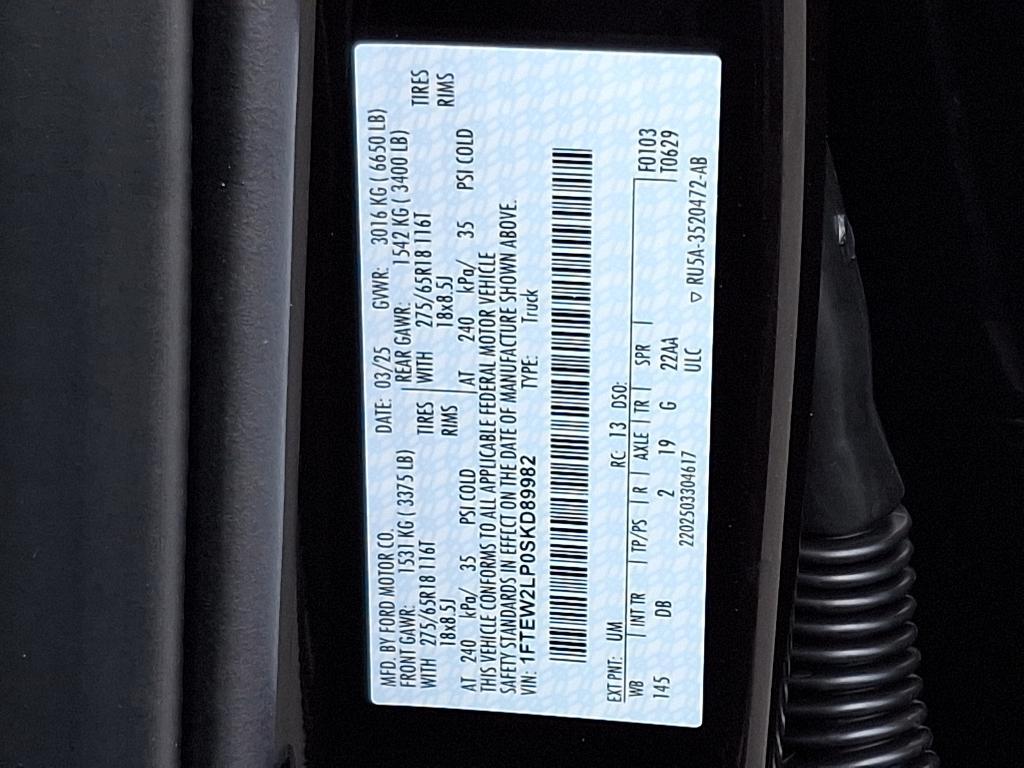 MFD. BY FORD MOTOR CO. DATE: 03/25 GVWR: 3016 KG ( 6650 LB)
FRONT GAWR: 1531 KG ( 3375 LB) REAR GAWR: 1542 KG ( 3400 LB)
WITH 275/65R18 116T TIRES WITH 275/65R18 116T TIRES
18x8.5J RIMS 18x8.5J RIMS
AT 240 kPa/ 35 PSI COLD AT 240 kPa/ 35 PSI COLD
THIS VEHICLE CONFORMS TO ALL APPLICABLE FEDERAL MOTOR VEHICLE
SAFETY STANDARDS IN EFFECT ON THE DATE OF MANUFACTURE SHOWN ABOVE.
VIN: 1FTEW2LP0SKD89982 TYPE: Truck
EXT PNT: UM RC: 13 DSO: F0103
WB | INT TR | TP/PS | R | AXLE | TR | SPR | T0629
145 DB 2 19 G 22AA
2202503304617 ULC
▽ RU5A-3520472-AB